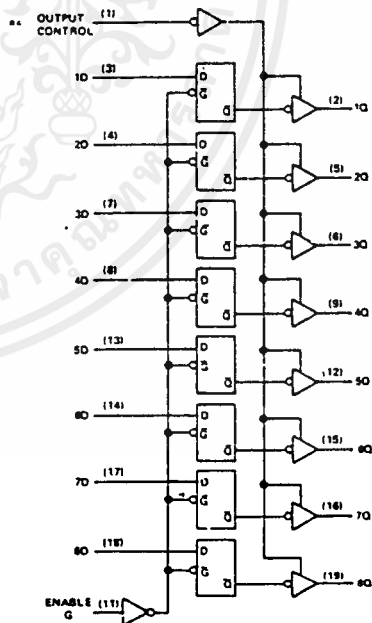 OUTPUT CONTROL (1)
1D (3) D G Q (2) 1Q
2D (4) D G Q (5) 2Q
3D (7) D G Q (6) 3Q
4D (8) D G Q (9) 4Q
5D (13) D G Q (12) 5Q
6D (14) D G Q (15) 6Q
7D (17) D G Q (16) 7Q
8D (18) D G Q (19) 8Q
ENABLE G (11)